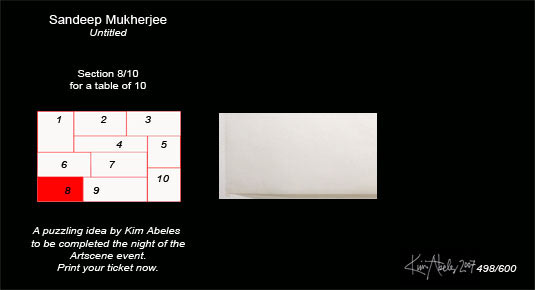 Sandeep Mukherjee
Untitled
Section 8/10
for a table of 10
1 2 3
4 5
6 7
8 9 10
A puzzling idea by Kim Abeles
to be completed the night of the
Artscene event.
Print your ticket now.
Kim Abeles 2007 498/600